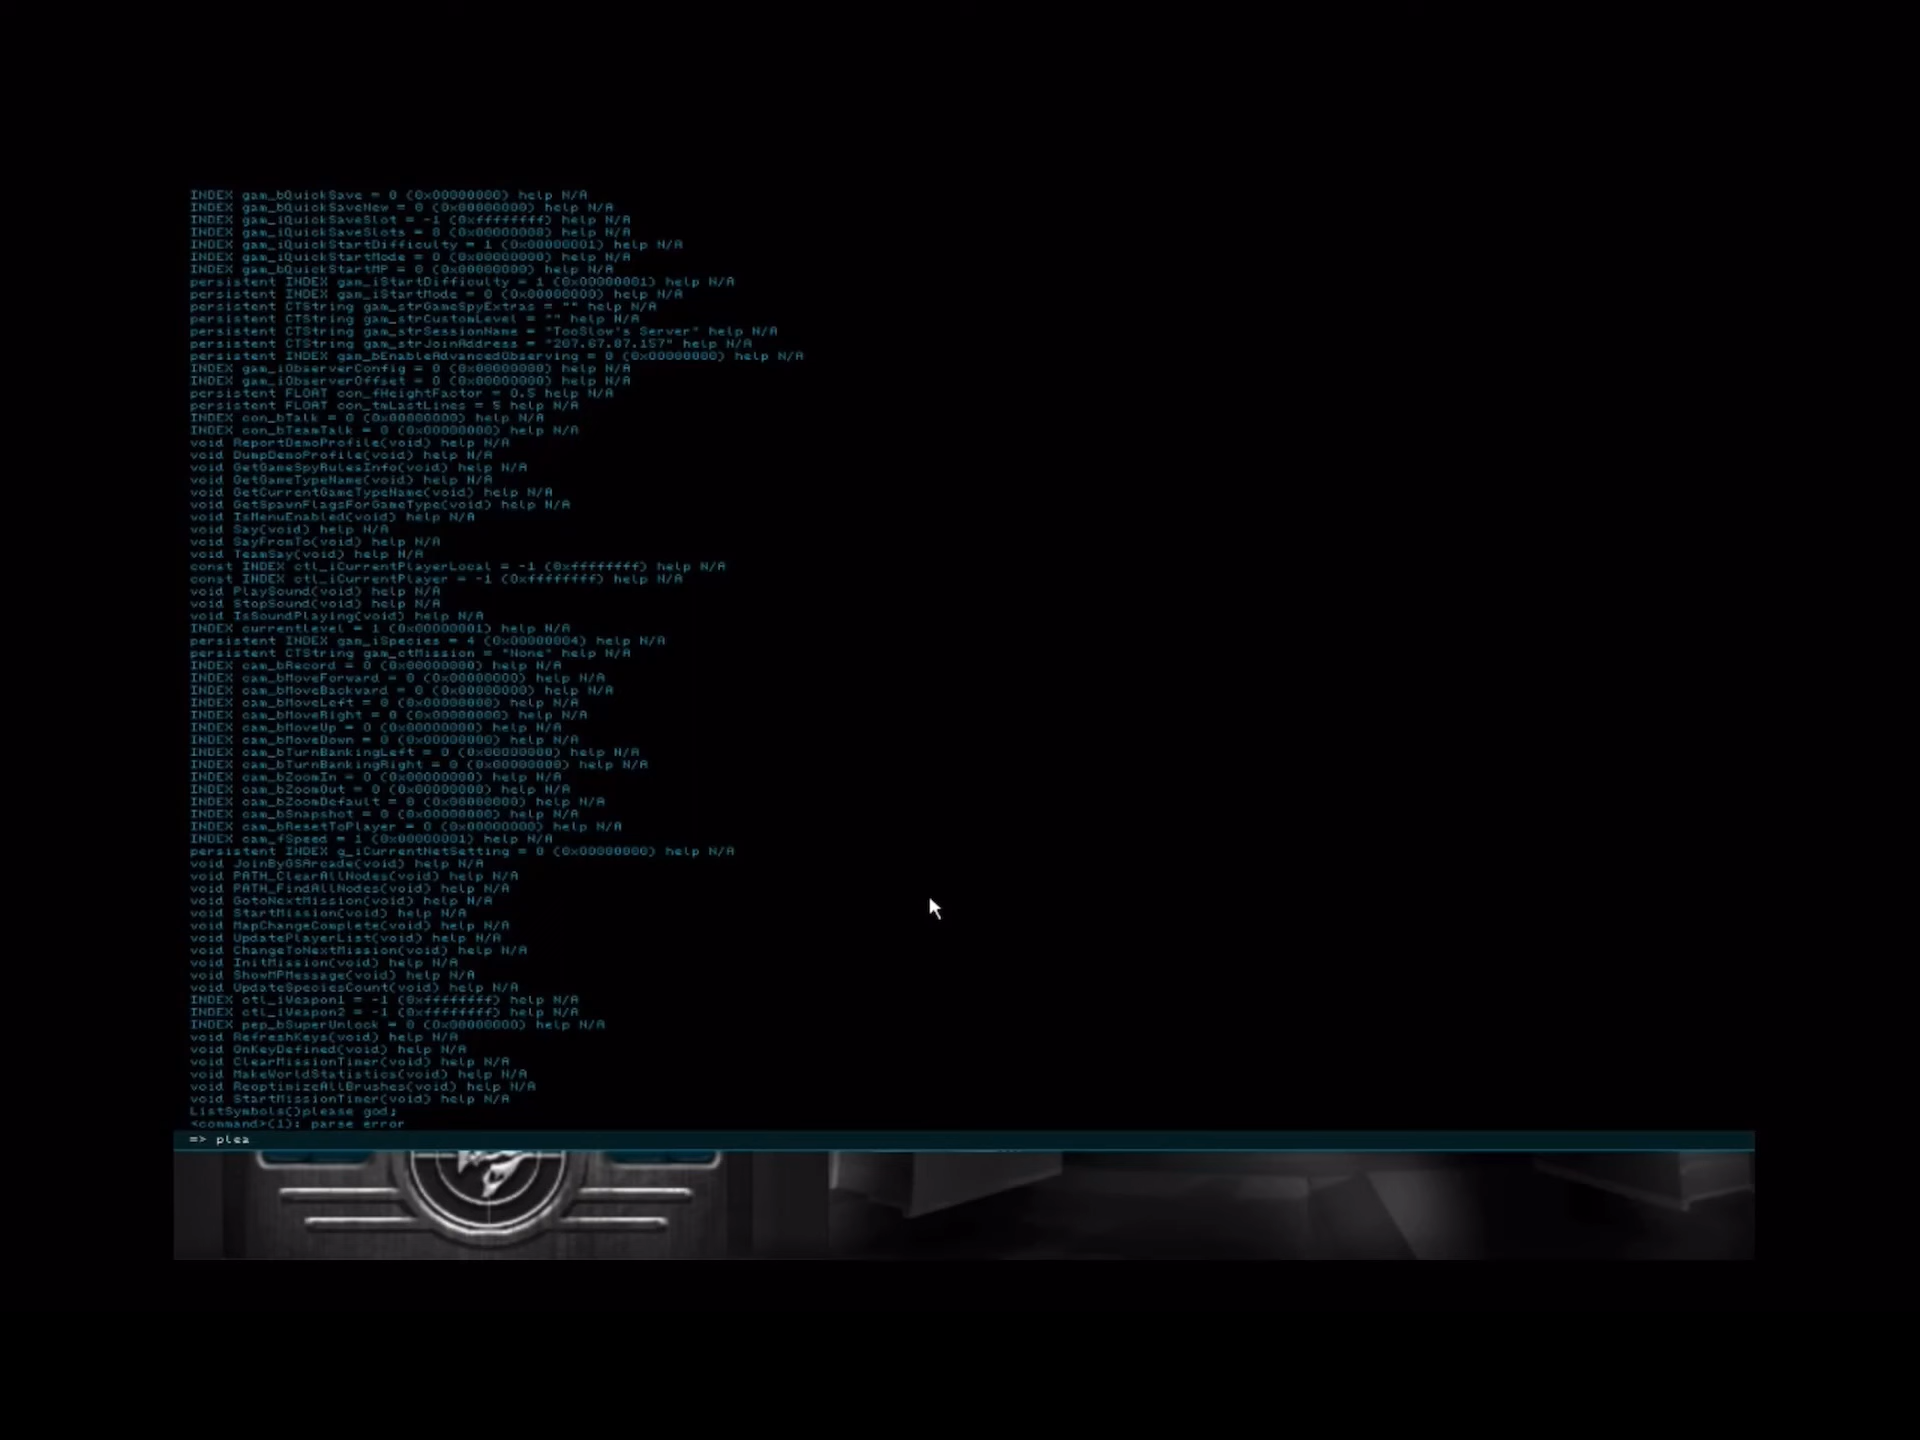 INDEX gam_bQuickSave = 0 (0x00000000) help N/A
INDEX gam_bQuickSaveNew = 0 (0x00000000) help N/A
INDEX gam_iQuickSaveSlot = -1 (0xffffffff) help N/A
INDEX gam_iQuickSaveSlots = 8 (0x00000008) help N/A
INDEX gam_iQuickStartDifficulty = 1 (0x00000001) help N/A
INDEX gam_iQuickStartMode = 0 (0x00000000) help N/A
INDEX gam_bQuickStartMP = 0 (0x00000000) help N/A
persistent INDEX gam_iStartDifficulty = 1 (0x00000001) help N/A
persistent INDEX gam_iStartMode = 0 (0x00000000) help N/A
persistent CTString gam_strGameSpyExtras = "" help N/A
persistent CTString gam_strCustomLevel = "" help N/A
persistent CTString gam_strSessionName = "TooSlow's Server" help N/A
persistent CTString gam_strJoinAddress = "207.67.87.157" help N/A
persistent INDEX gam_bEnableAdvancedObserving = 0 (0x00000000) help N/A
INDEX gam_iObserverConfig = 0 (0x00000000) help N/A
INDEX gam_iObserverOffset = 0 (0x00000000) help N/A
persistent FLOAT con_fHeightFactor = 0.5 help N/A
persistent FLOAT con_tmLastLines = 5 help N/A
INDEX con_bTalk = 0 (0x00000000) help N/A
INDEX con_bTeamTalk = 0 (0x00000000) help N/A
void ReportDemoProfile(void) help N/A
void DumpDemoProfile(void) help N/A
void GetGameSpyRulesInfo(void) help N/A
void GetGameTypeName(void) help N/A
void GetCurrentGameTypeName(void) help N/A
void GetSpawnFlagsForGameType(void) help N/A
void IsMenuEnabled(void) help N/A
void Say(void) help N/A
void SayFromTo(void) help N/A
void TeamSay(void) help N/A
const INDEX ctl_iCurrentPlayerLocal = -1 (0xffffffff) help N/A
const INDEX ctl_iCurrentPlayer = -1 (0xffffffff) help N/A
void PlaySound(void) help N/A
void StopSound(void) help N/A
void IsSoundPlaying(void) help N/A
INDEX currentlevel = 1 (0x00000001) help N/A
persistent INDEX gam_iSpecies = 4 (0x00000004) help N/A
persistent CTString gam_ctMission = "None" help N/A
INDEX cam_bRecord = 0 (0x00000000) help N/A
INDEX cam_bMoveForward = 0 (0x00000000) help N/A
INDEX cam_bMoveBackward = 0 (0x00000000) help N/A
INDEX cam_bMoveLeft = 0 (0x00000000) help N/A
INDEX cam_bMoveRight = 0 (0x00000000) help N/A
INDEX cam_bMoveUp = 0 (0x00000000) help N/A
INDEX cam_bMoveDown = 0 (0x00000000) help N/A
INDEX cam_bTurnBankingLeft = 0 (0x00000000) help N/A
INDEX cam_bTurnBankingRight = 0 (0x00000000) help N/A
INDEX cam_bZoomIn = 0 (0x00000000) help N/A
INDEX cam_bZoomOut = 0 (0x00000000) help N/A
INDEX cam_bZoomDefault = 0 (0x00000000) help N/A
INDEX cam_bSnapshot = 0 (0x00000000) help N/A
INDEX cam_bResetToPlayer = 0 (0x00000000) help N/A
INDEX cam_fSpeed = 1 (0x00000001) help N/A
persistent INDEX g_iCurrentNetSetting = 0 (0x00000000) help N/A
void JoinByGSArcade(void) help N/A
void PATH_ClearAllNodes(void) help N/A
void PATH_FindAllNodes(void) help N/A
void GotoNextMission(void) help N/A
void StartMission(void) help N/A
void MapChangeComplete(void) help N/A
void UpdatePlayerList(void) help N/A
void ChangeToNextMission(void) help N/A
void InitMission(void) help N/A
void ShowMPMessage(void) help N/A
void UpdateSpeciesCount(void) help N/A
INDEX ctl_iWeapon1 = -1 (0xffffffff) help N/A
INDEX ctl_iWeapon2 = -1 (0xffffffff) help N/A
INDEX pep_bSuperUnlock = 0 (0x00000000) help N/A
void RefreshKeys(void) help N/A
void OnKeyDefined(void) help N/A
void ClearMissionTimer(void) help N/A
void MakeWorldStatistics(void) help N/A
void ReoptimizeAllBrushes(void) help N/A
void StartMissionTimer(void) help N/A
ListSymbols()please god;
<command>(1): parse error
=> plea